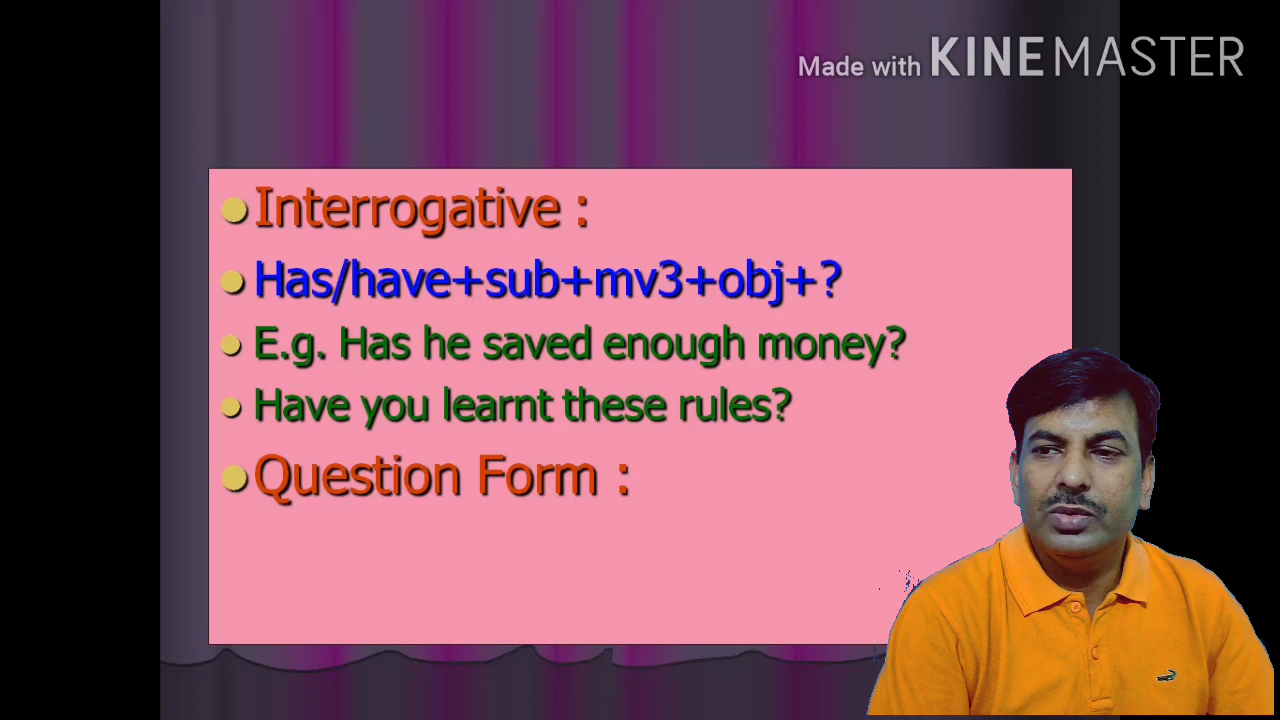 Made with KINEMASTER
Interrogative :
Has/have+sub+mv3+obj+?
E.g. Has he saved enough money?
Have you learnt these rules?
Question Form :